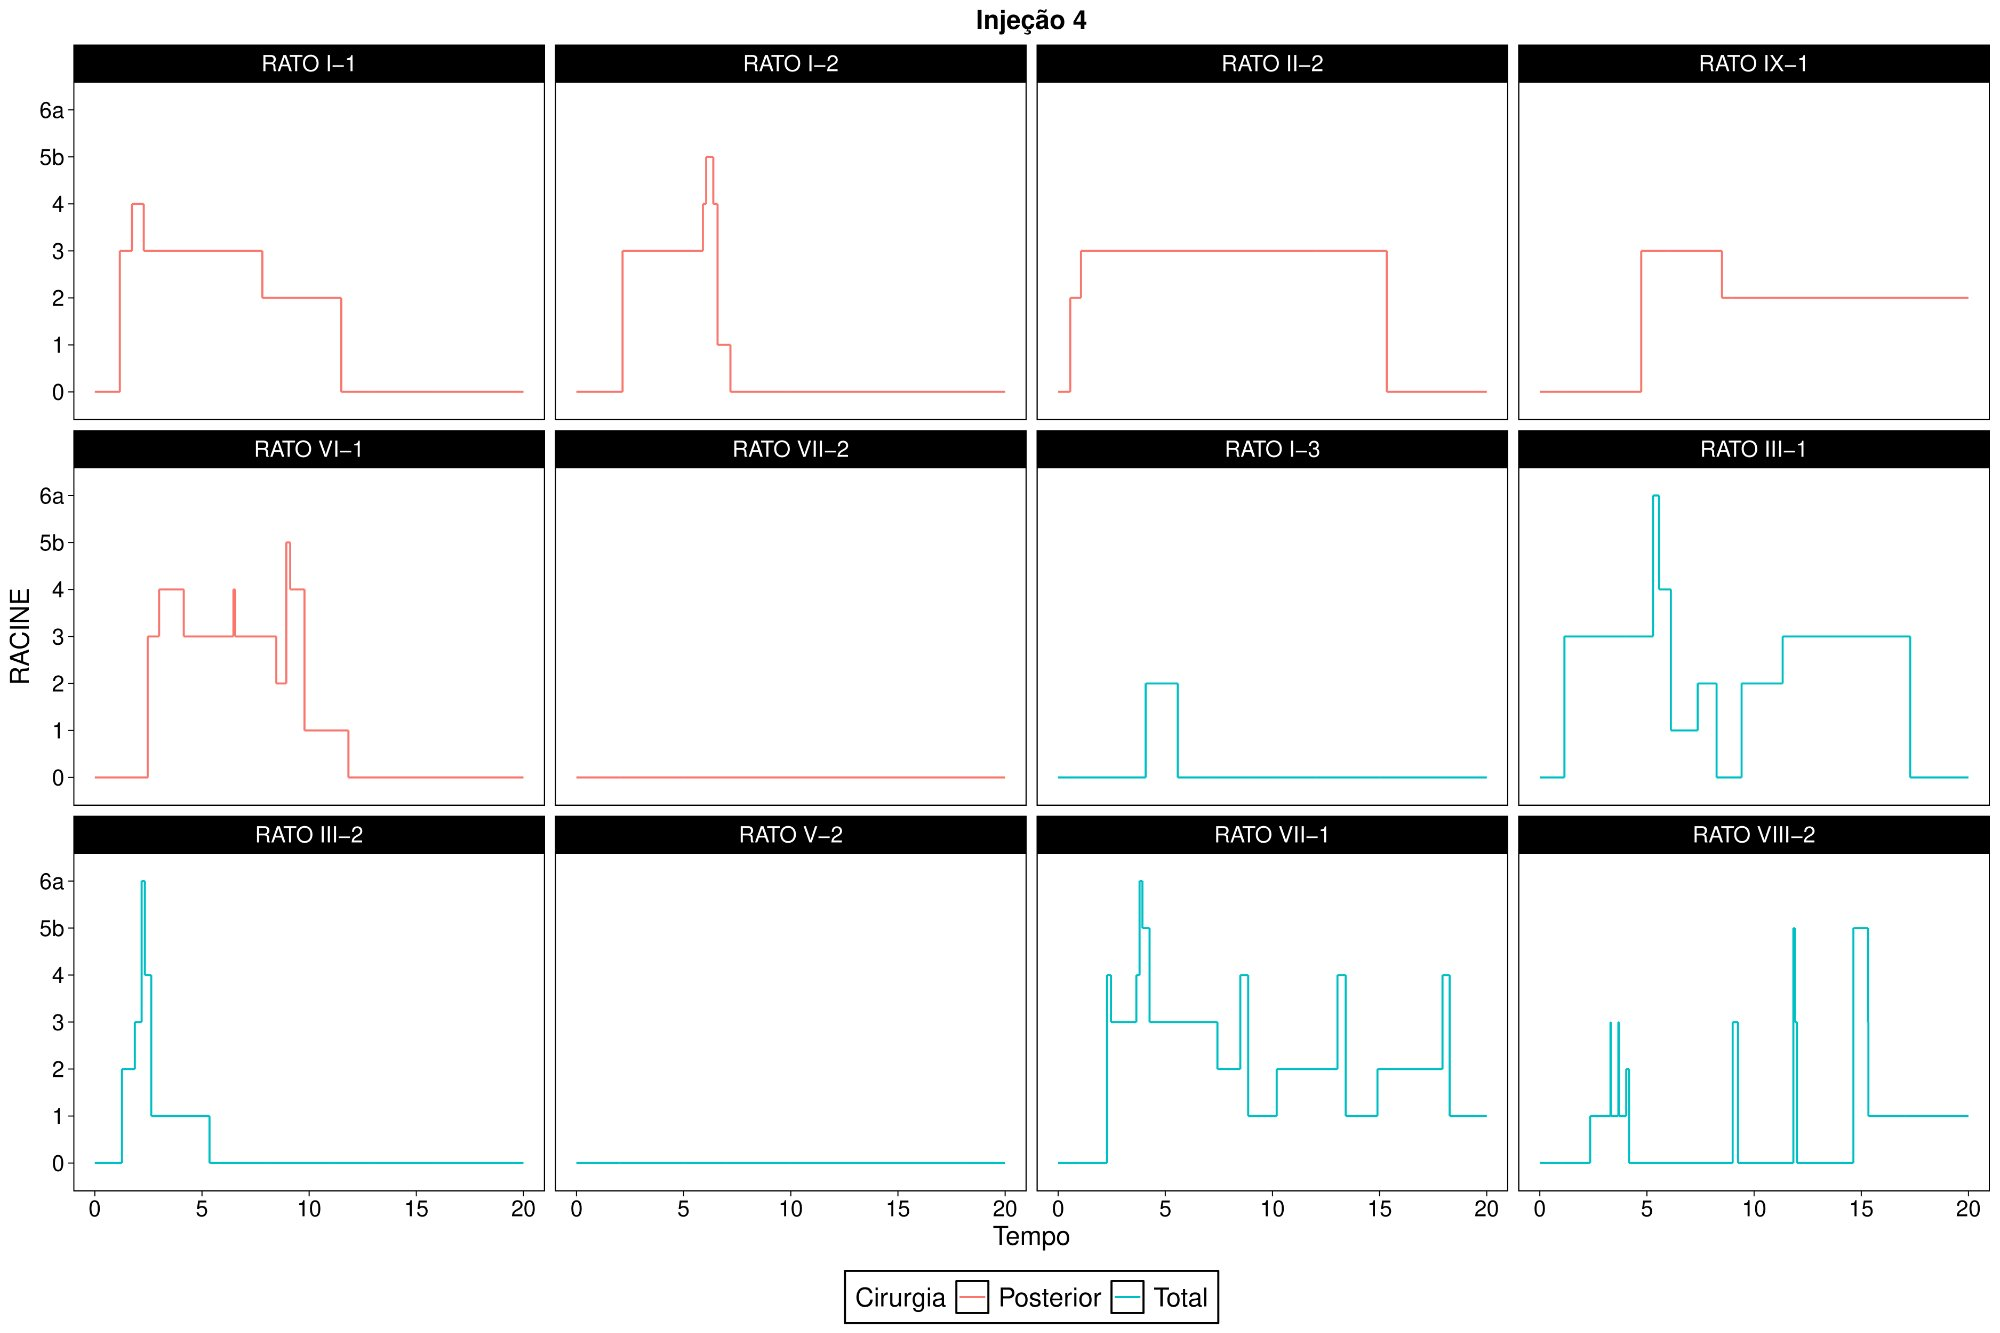 Injeção 4
RATO I−1 RATO I−2 RATO II−2 RATO IX−1
6a
5b
4
3
2
1
0
RATO VI−1 RATO VII−2 RATO I−3 RATO III−1
6a
5b
4
3
2
1
0
RACINE
RATO III−2 RATO V−2 RATO VII−1 RATO VIII−2
6a
5b
4
3
2
1
0
0 5 10 15 20 0 5 10 15 20 0 5 10 15 20 0 5 10 15 20
Tempo
Cirurgia Posterior Total